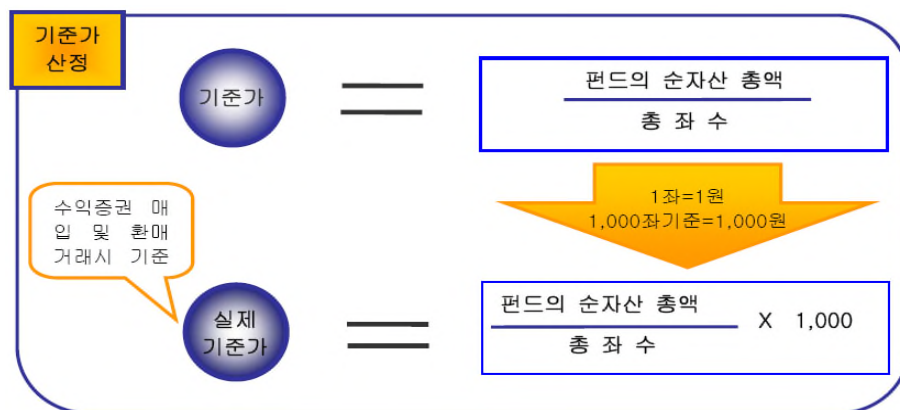 기준가
산정
기준가
펀드의 순자산 총액
총 좌 수
1좌=1원
1,000좌기준=1,000원
수익증권 매
입 및 환매
거래시 기준
실제
기준가
펀드의 순자산 총액
총 좌 수
X 1,000